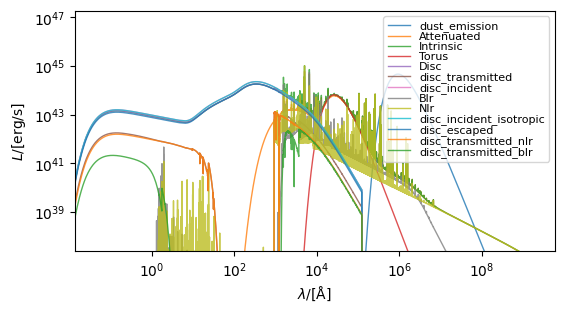 10^47
10^45
10^43
10^41
10^39
L/[erg/s]
dust_emission
Attenuated
Intrinsic
Torus
Disc
disc_transmitted
disc_incident
Blr
Nlr
disc_incident_isotropic
disc_escaped
disc_transmitted_nlr
disc_transmitted_blr
10^0 10^2 10^4 10^6 10^8
λ/[Å]